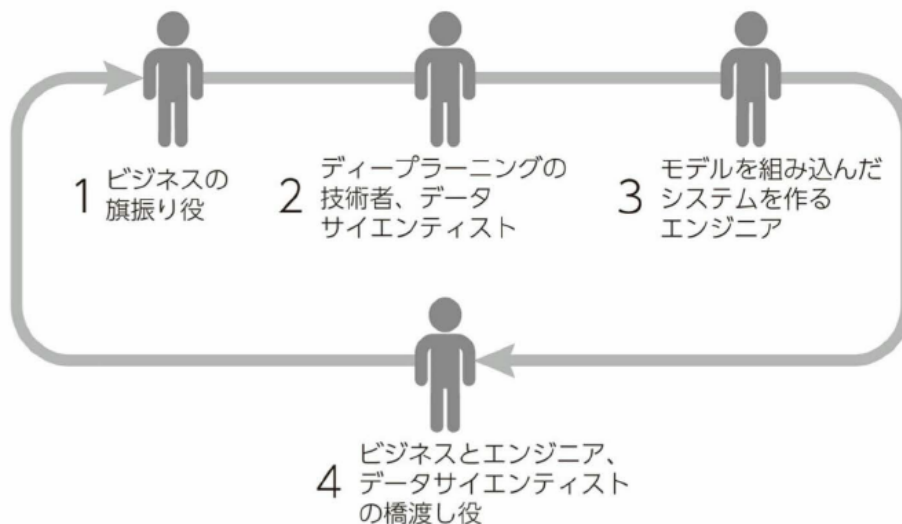 1 ビジネスの
旗振り役
2 ディープラーニングの
技術者、データ
サイエンティスト
3 モデルを組み込んだ
システムを作る
エンジニア
4 ビジネスとエンジニア、
データサイエンティスト
の橋渡し役